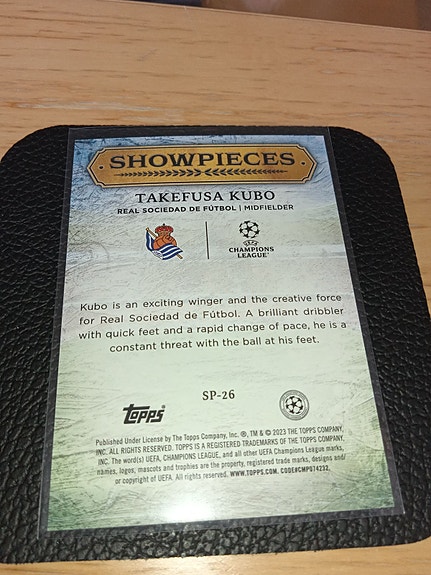 SHOWPIECES
TAKEFUSA KUBO
REAL SOCIEDAD DE FÚTBOL | MIDFIELDER
UEFA
CHAMPIONS
LEAGUE
Kubo is an exciting winger and the creative force
for Real Sociedad de Fútbol. A brilliant dribbler
with quick feet and a rapid change of pace, he is a
constant threat with the ball at his feet.
SP-26
Topps
Published Under License by The Topps Company, Inc. ®, TM & © 2023 THE TOPPS COMPANY,
INC. ALL RIGHTS RESERVED. TOPPS IS A REGISTERED TRADEMARKS OF THE TOPPS COMPANY,
INC. The word(s) UEFA, CHAMPIONS LEAGUE, and all other UEFA Champions League
names, logos, mascots and trophies are the property, registered trade marks, designs and/
or copyright of UEFA. All rights reserved. WWW.TOPPS.COM. CODE#CMP074232.